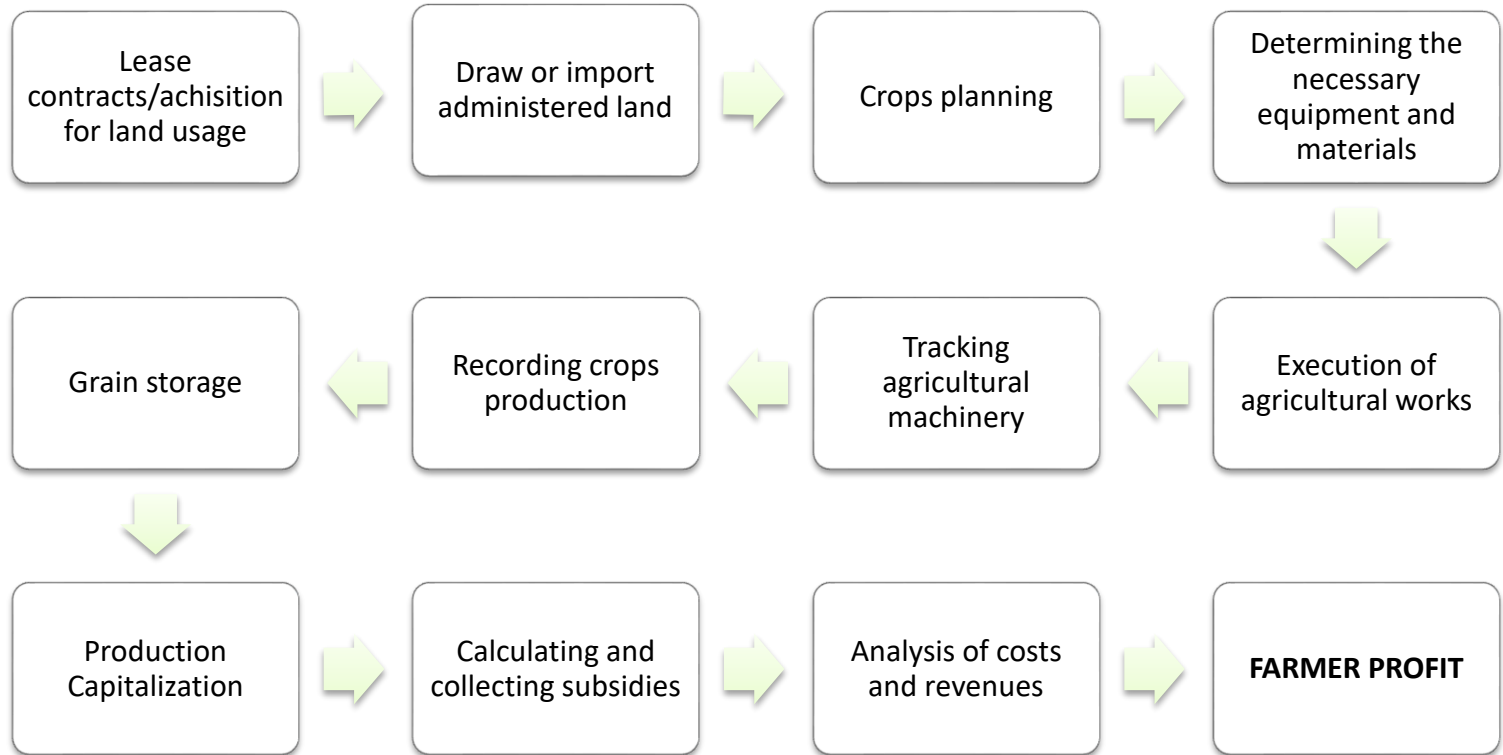 Lease
contracts/achisition
for land usage
Draw or import
administered land
Crops planning
Determining the
necessary
equipment and
materials
Execution of
agricultural works
Tracking
agricultural
machinery
Recording crops
production
Grain storage
Production
Capitalization
Calculating and
collecting subsidies
Analysis of costs
and revenues
FARMER PROFIT